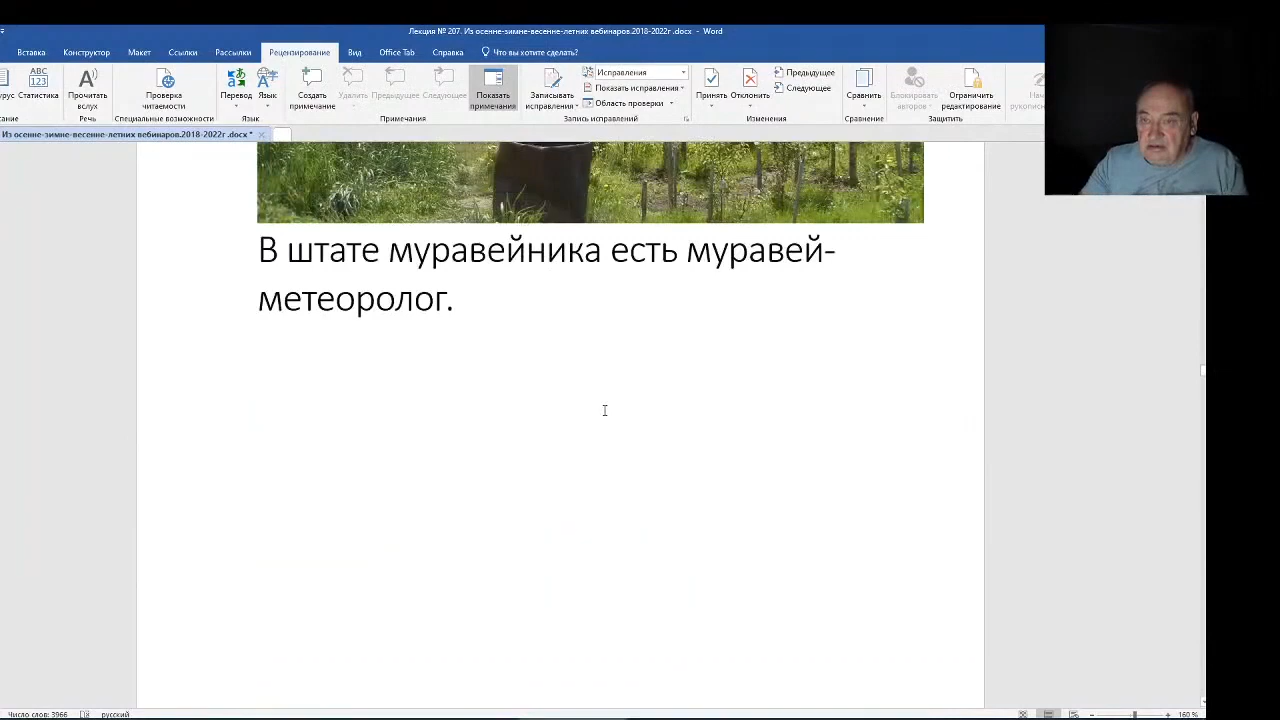 Лекция № 207. Из осенне-зимне-весенне-летних вебинаров.2018-2022г .docx - Word
Вставка Конструктор Макет Ссылки Рассылки Рецензирование Вид Office Tab Справка Что вы хотите сделать?
ABC
123
Статистика
Прочитать
вслух
Речь
Проверка
читаемости
Специальные возможности
Перевод
Язык
Язык
Создать
примечание
Удалить
Предыдущее
Следующее
Показать
примечания
Примечания
Записывать
исправления
Исправления
Показать исправления
Область проверки
Запись исправлений
Принять
Отклонить
Предыдущее
Следующее
Изменения
Сравнить
Сравнение
Блокировать
авторов
Ограничить
редактирование
Защитить
Из осенне-зимне-весенне-летних вебинаров.2018-2022г .docx *
В штате муравейника есть муравей-
метеоролог.
Число слов: 3966 русский 160 %